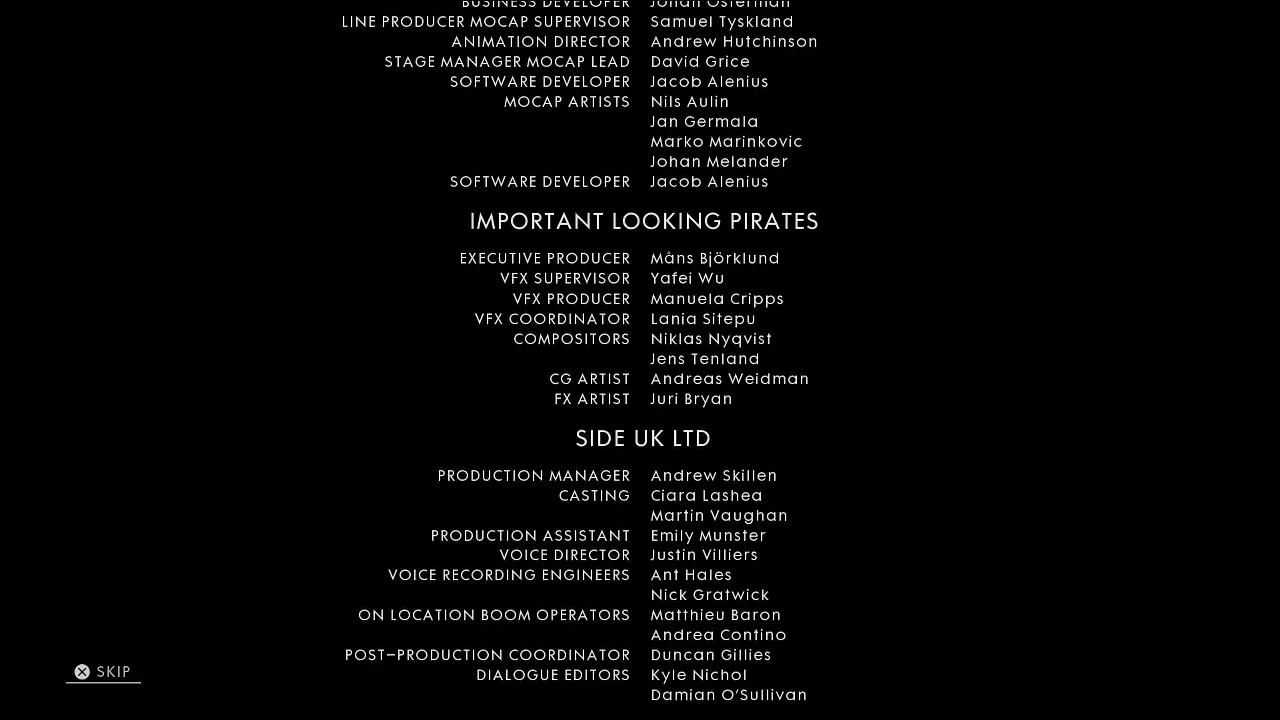 BUSINESS DEVELOPER Johan Österman
LINE PRODUCER MOCAP SUPERVISOR Samuel Tyskland
ANIMATION DIRECTOR Andrew Hutchinson
STAGE MANAGER MOCAP LEAD David Grice
SOFTWARE DEVELOPER Jacob Alenius
MOCAP ARTISTS Nils Aulin
Jan Germala
Marko Marinkovic
Johan Melander
SOFTWARE DEVELOPER Jacob Alenius
IMPORTANT LOOKING PIRATES
EXECUTIVE PRODUCER Måns Björklund
VFX SUPERVISOR Yafei Wu
VFX PRODUCER Manuela Cripps
VFX COORDINATOR Lania Sitepu
COMPOSITORS Niklas Nyqvist
Jens Tenland
CG ARTIST Andreas Weidman
FX ARTIST Juri Bryan
SIDE UK LTD
PRODUCTION MANAGER Andrew Skillen
CASTING Ciara Lashea
Martin Vaughan
PRODUCTION ASSISTANT Emily Munster
VOICE DIRECTOR Justin Villiers
VOICE RECORDING ENGINEERS Ant Hales
Nick Gratwick
ON LOCATION BOOM OPERATORS Matthieu Baron
Andrea Contino
POST–PRODUCTION COORDINATOR Duncan Gillies
DIALOGUE EDITORS Kyle Nichol
SKIP
Damian O'Sullivan